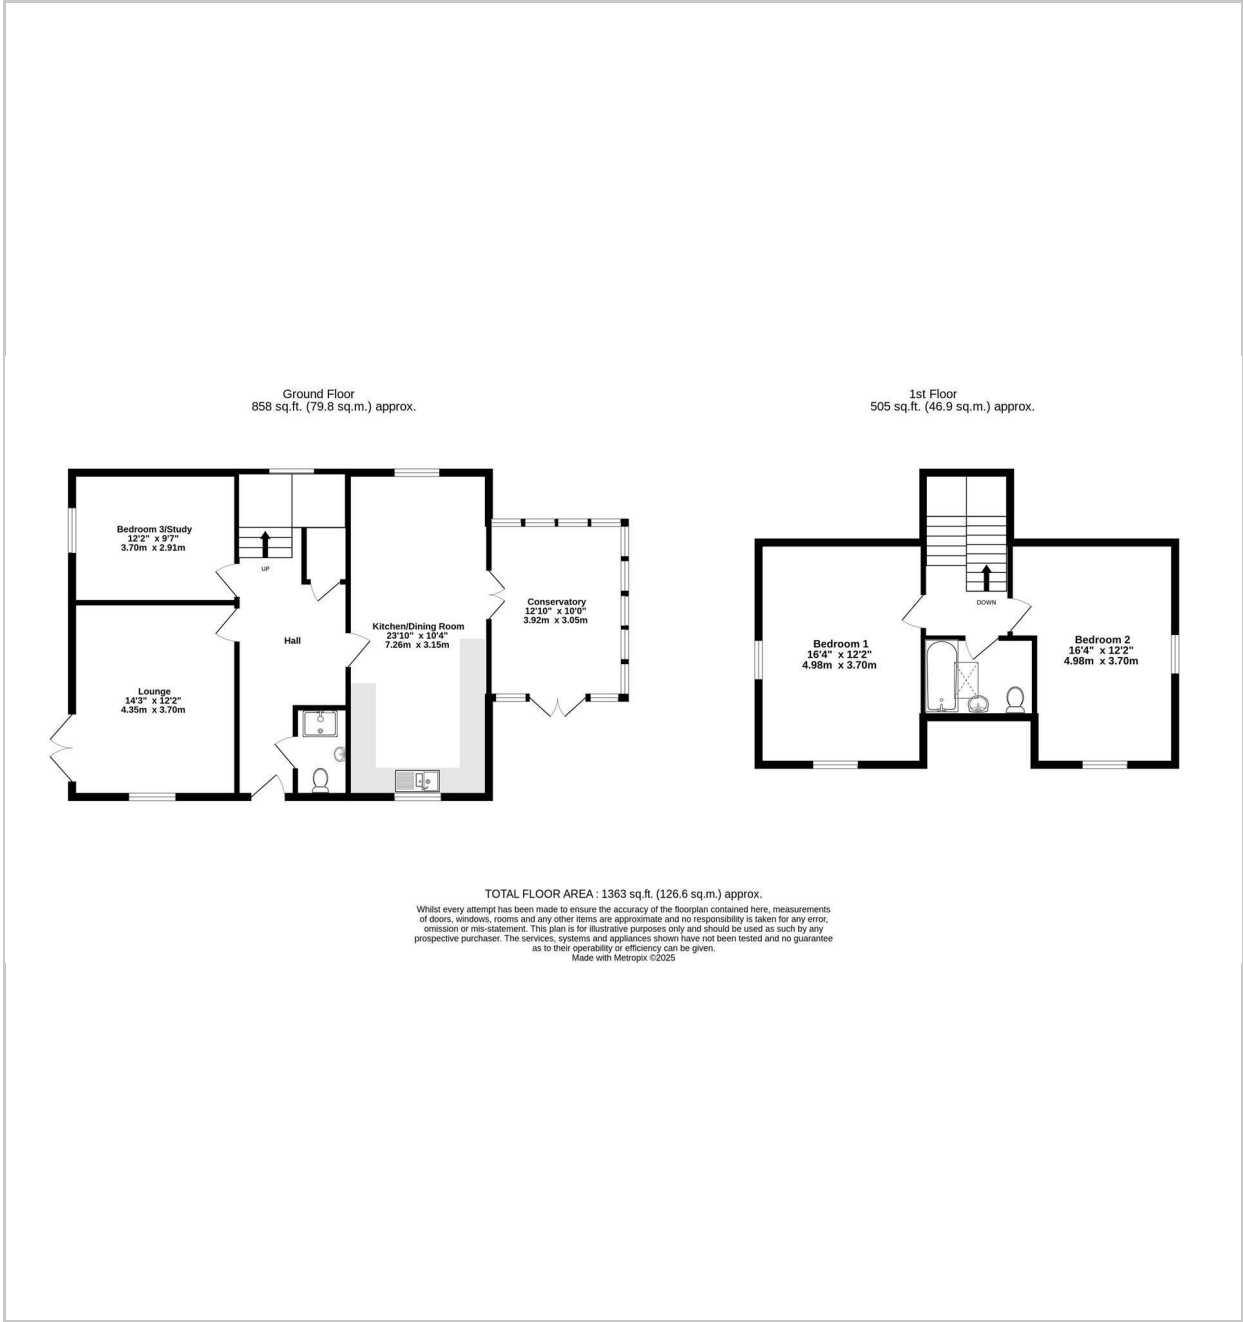 Ground Floor
858 sq.ft. (79.8 sq.m.) approx.
1st Floor
505 sq.ft. (46.9 sq.m.) approx.
Bedroom 3/Study
12'2" x 9'7"
3.70m x 2.91m
UP
Hall
Lounge
14'3" x 12'2"
4.35m x 3.70m
Kitchen/Dining Room
23'10" x 10'4"
7.26m x 3.15m
Conservatory
12'10" x 10'0"
3.92m x 3.05m
DOWN
Bedroom 1
16'4" x 12'2"
4.98m x 3.70m
Bedroom 2
16'4" x 12'2"
4.98m x 3.70m
TOTAL FLOOR AREA : 1363 sq.ft. (126.6 sq.m.) approx.
Whilst every attempt has been made to ensure the accuracy of the floorplan contained here, measurements
of doors, windows, rooms and any other items are approximate and no responsibility is taken for any error,
omission or mis-statement. This plan is for illustrative purposes only and should be used as such by any
prospective purchaser. The services, systems and appliances shown have not been tested and no guarantee
as to their operability or efficiency can be given.
Made with Metropix ©2025